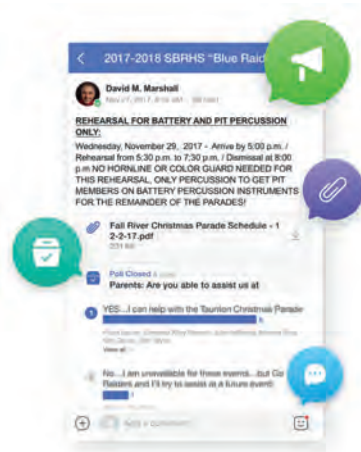 2017-2018 SBRHS "Blue Raid
David M. Marshall
REHEARSAL FOR BATTERY AND PIT PERCUSSION
ONLY:
Wednesday, November 29, 2017 - Arrive by 5:00 p.m. /
Rehearsal from 5:30 p.m. to 7:30 p.m. / Dismissal at 8:00
p.m NO HORNLINE OR COLOR GUARD NEEDED FOR
THIS REHEARSAL, ONLY PERCUSSION TO GET PIT
MEMBERS ON BATTERY PERCUSSION INSTRUMENTS
FOR THE REMAINDER OF THE PARADES!
Fall River Christmas Parade Schedule - 1
2-2-17.pdf
Poll Closed
Parents: Are you able to assist us at
1 YES...I can help with the Taunton Christmas Parade
View all
No...I am unavailable for these events...but Go
Raiders and I'll try to assist at a future event!
Add a comment